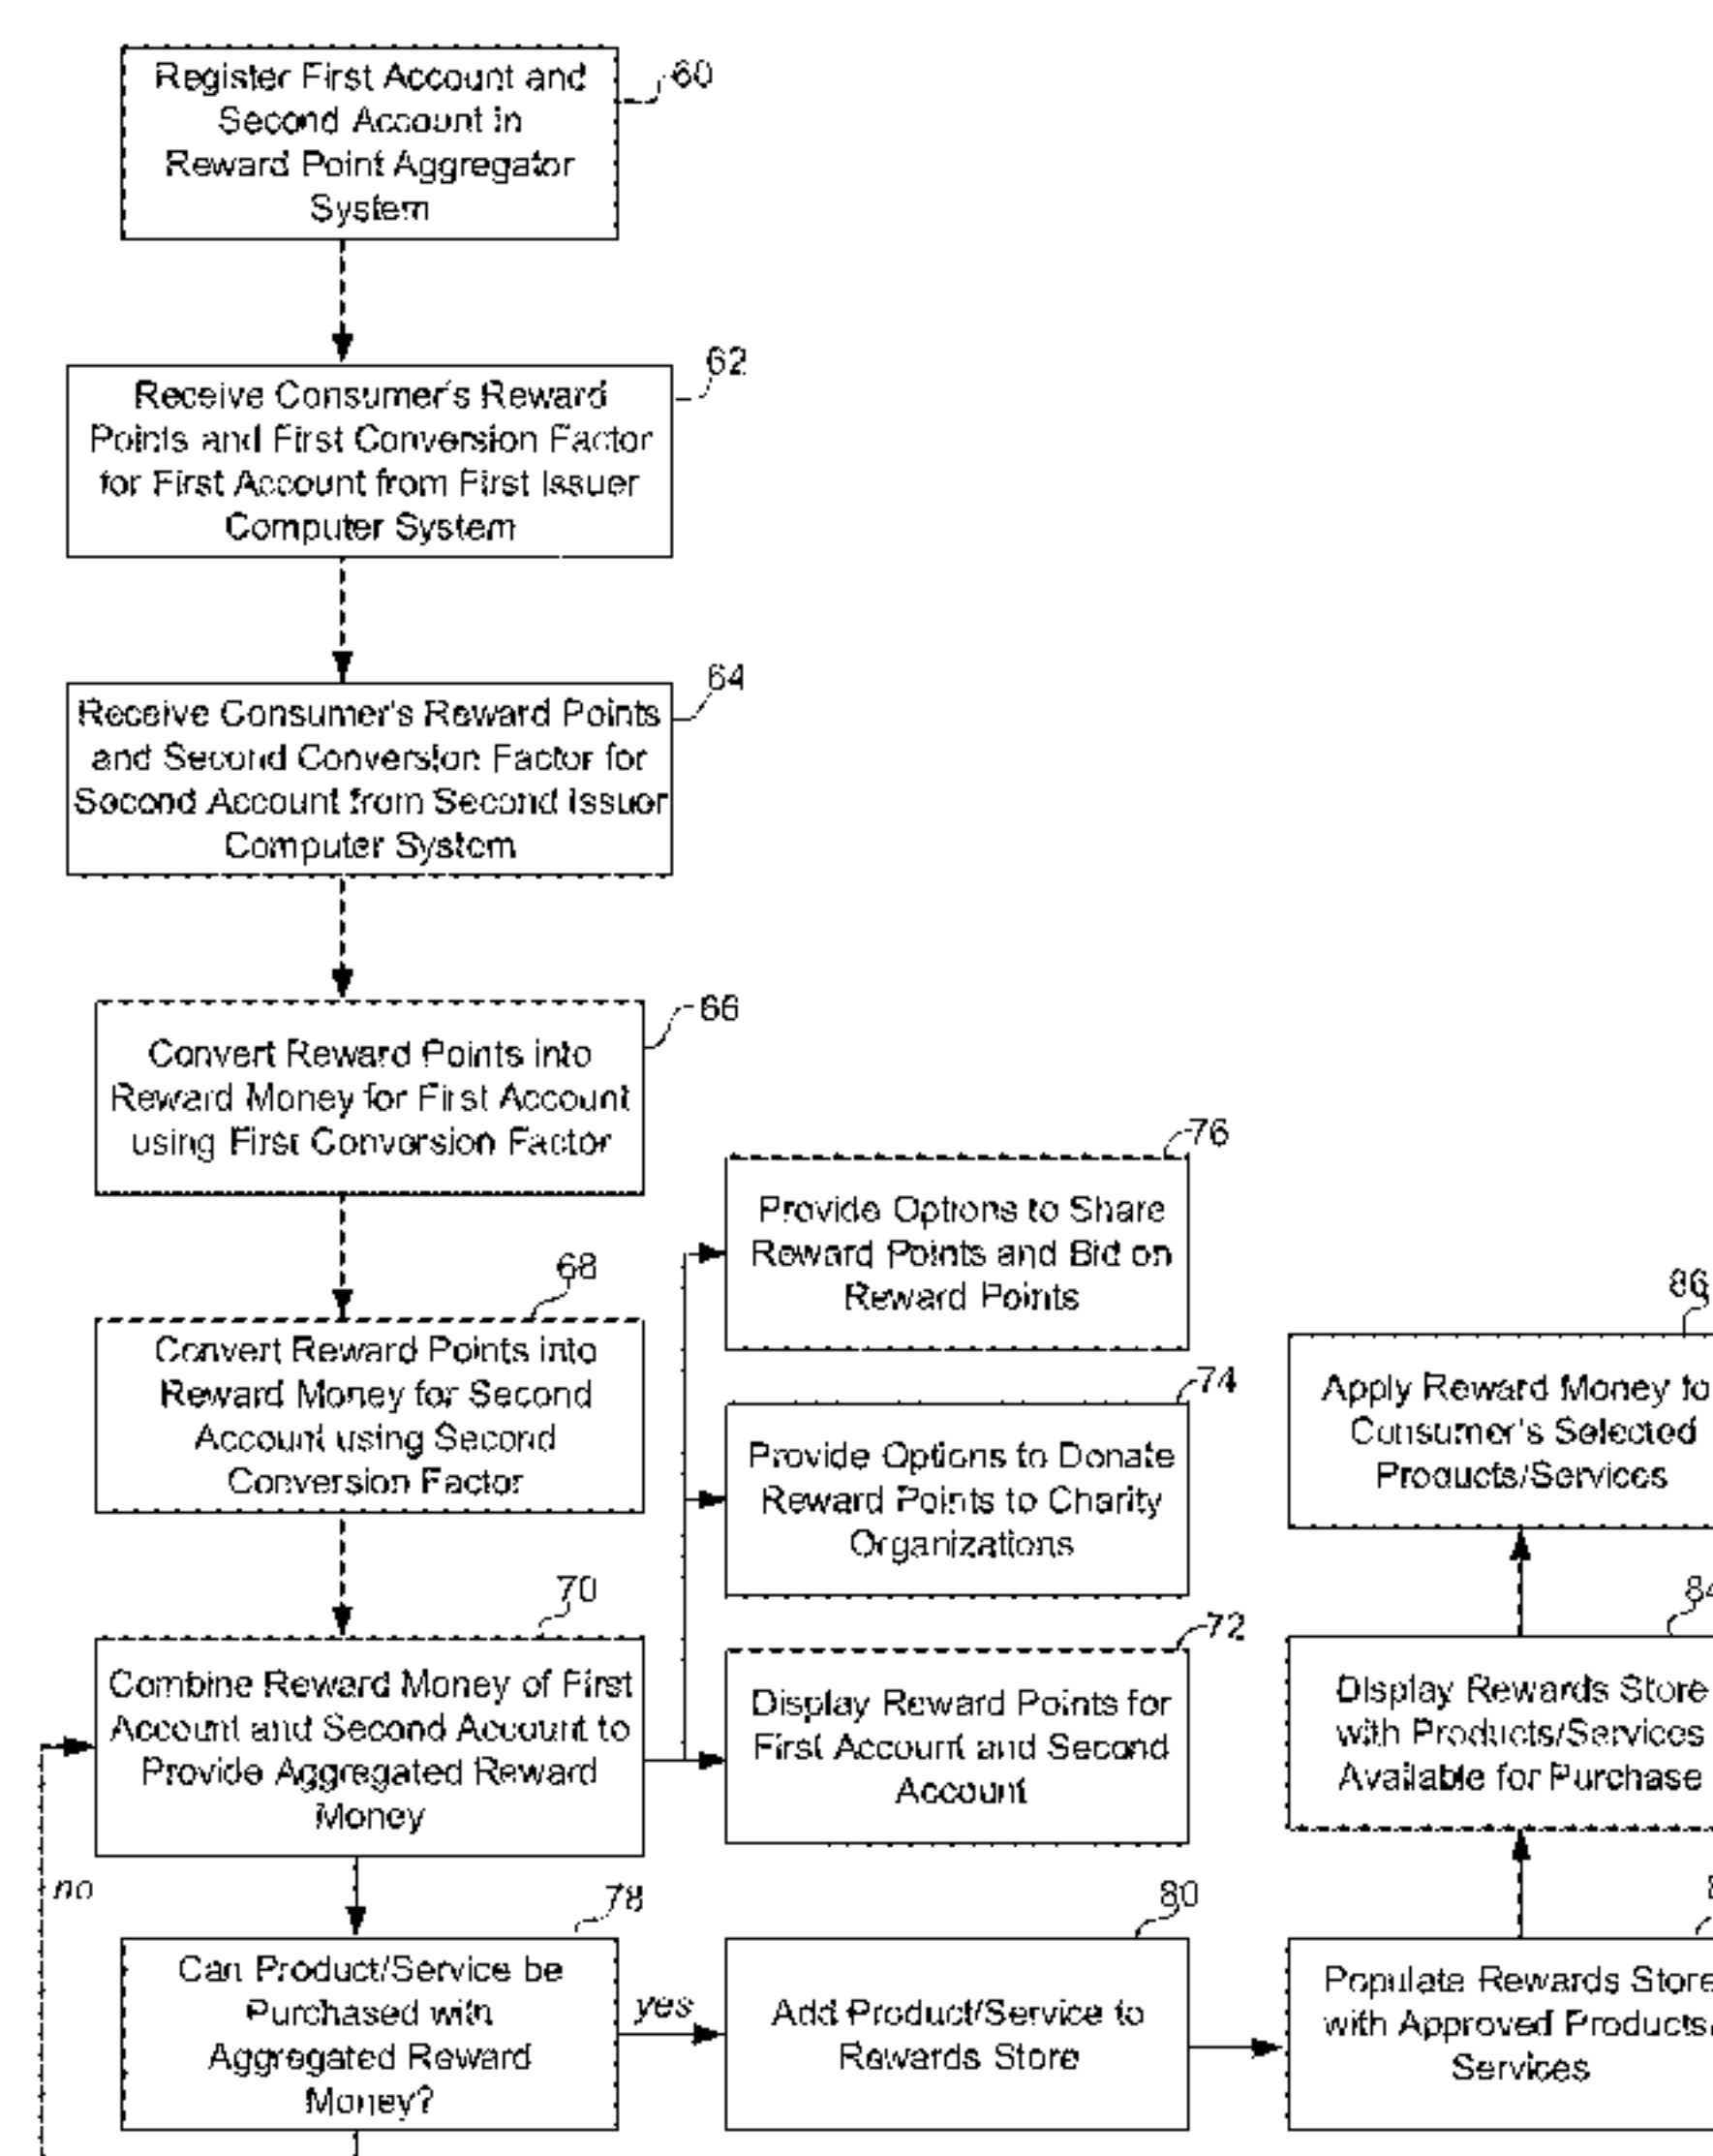 Register First Account and
Second Account in
Reward Point Aggregator
System
60
Receive Consumer's Reward
Points and First Conversion Factor
for First Account from First Issuer
Computer System
62
Receive Consumer's Reward Points
and Second Conversion Factor for
Second Account from Second Issuer
Computer System
64
Convert Reward Points into
Reward Money for First Account
using First Conversion Factor
66
Convert Reward Points into
Reward Money for Second
Account using Second
Conversion Factor
68
Combine Reward Money of First
Account and Second Account to
Provide Aggregated Reward
Money
70
76
Provide Options to Share
Reward Points and Bid on
Reward Points
74
Provide Options to Donate
Reward Points to Charity
Organizations
72
Display Reward Points for
First Account and Second
Account
no
78
Can Product/Service be
Purchased with
Aggregated Reward
Money?
yes
80
Add Product/Service to
Rewards Store
Populate Rewards Store
with Approved Products/
Services
84
Display Rewards Store
with Products/Services
Available for Purchase
86
Apply Reward Money to
Consumer's Selected
Products/Services